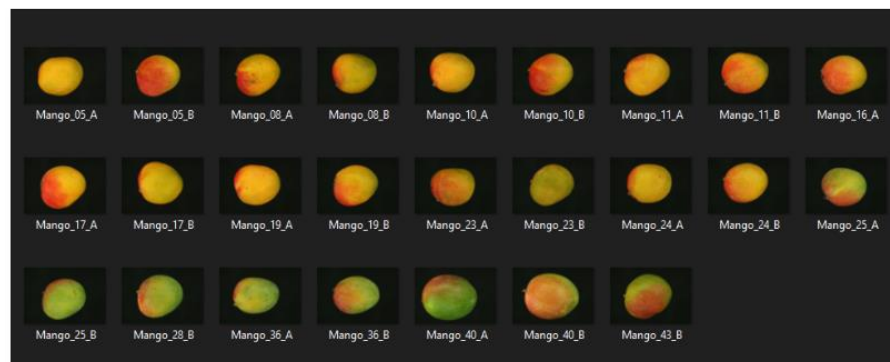 Mango_05_A Mango_05_B Mango_08_A Mango_08_B Mango_10_A Mango_10_B Mango_11_A Mango_11_B Mango_16_A
Mango_17_A Mango_17_B Mango_19_A Mango_19_B Mango_23_A Mango_23_B Mango_24_A Mango_24_B Mango_25_A
Mango_25_B Mango_28_B Mango_36_A Mango_36_B Mango_40_A Mango_40_B Mango_43_B